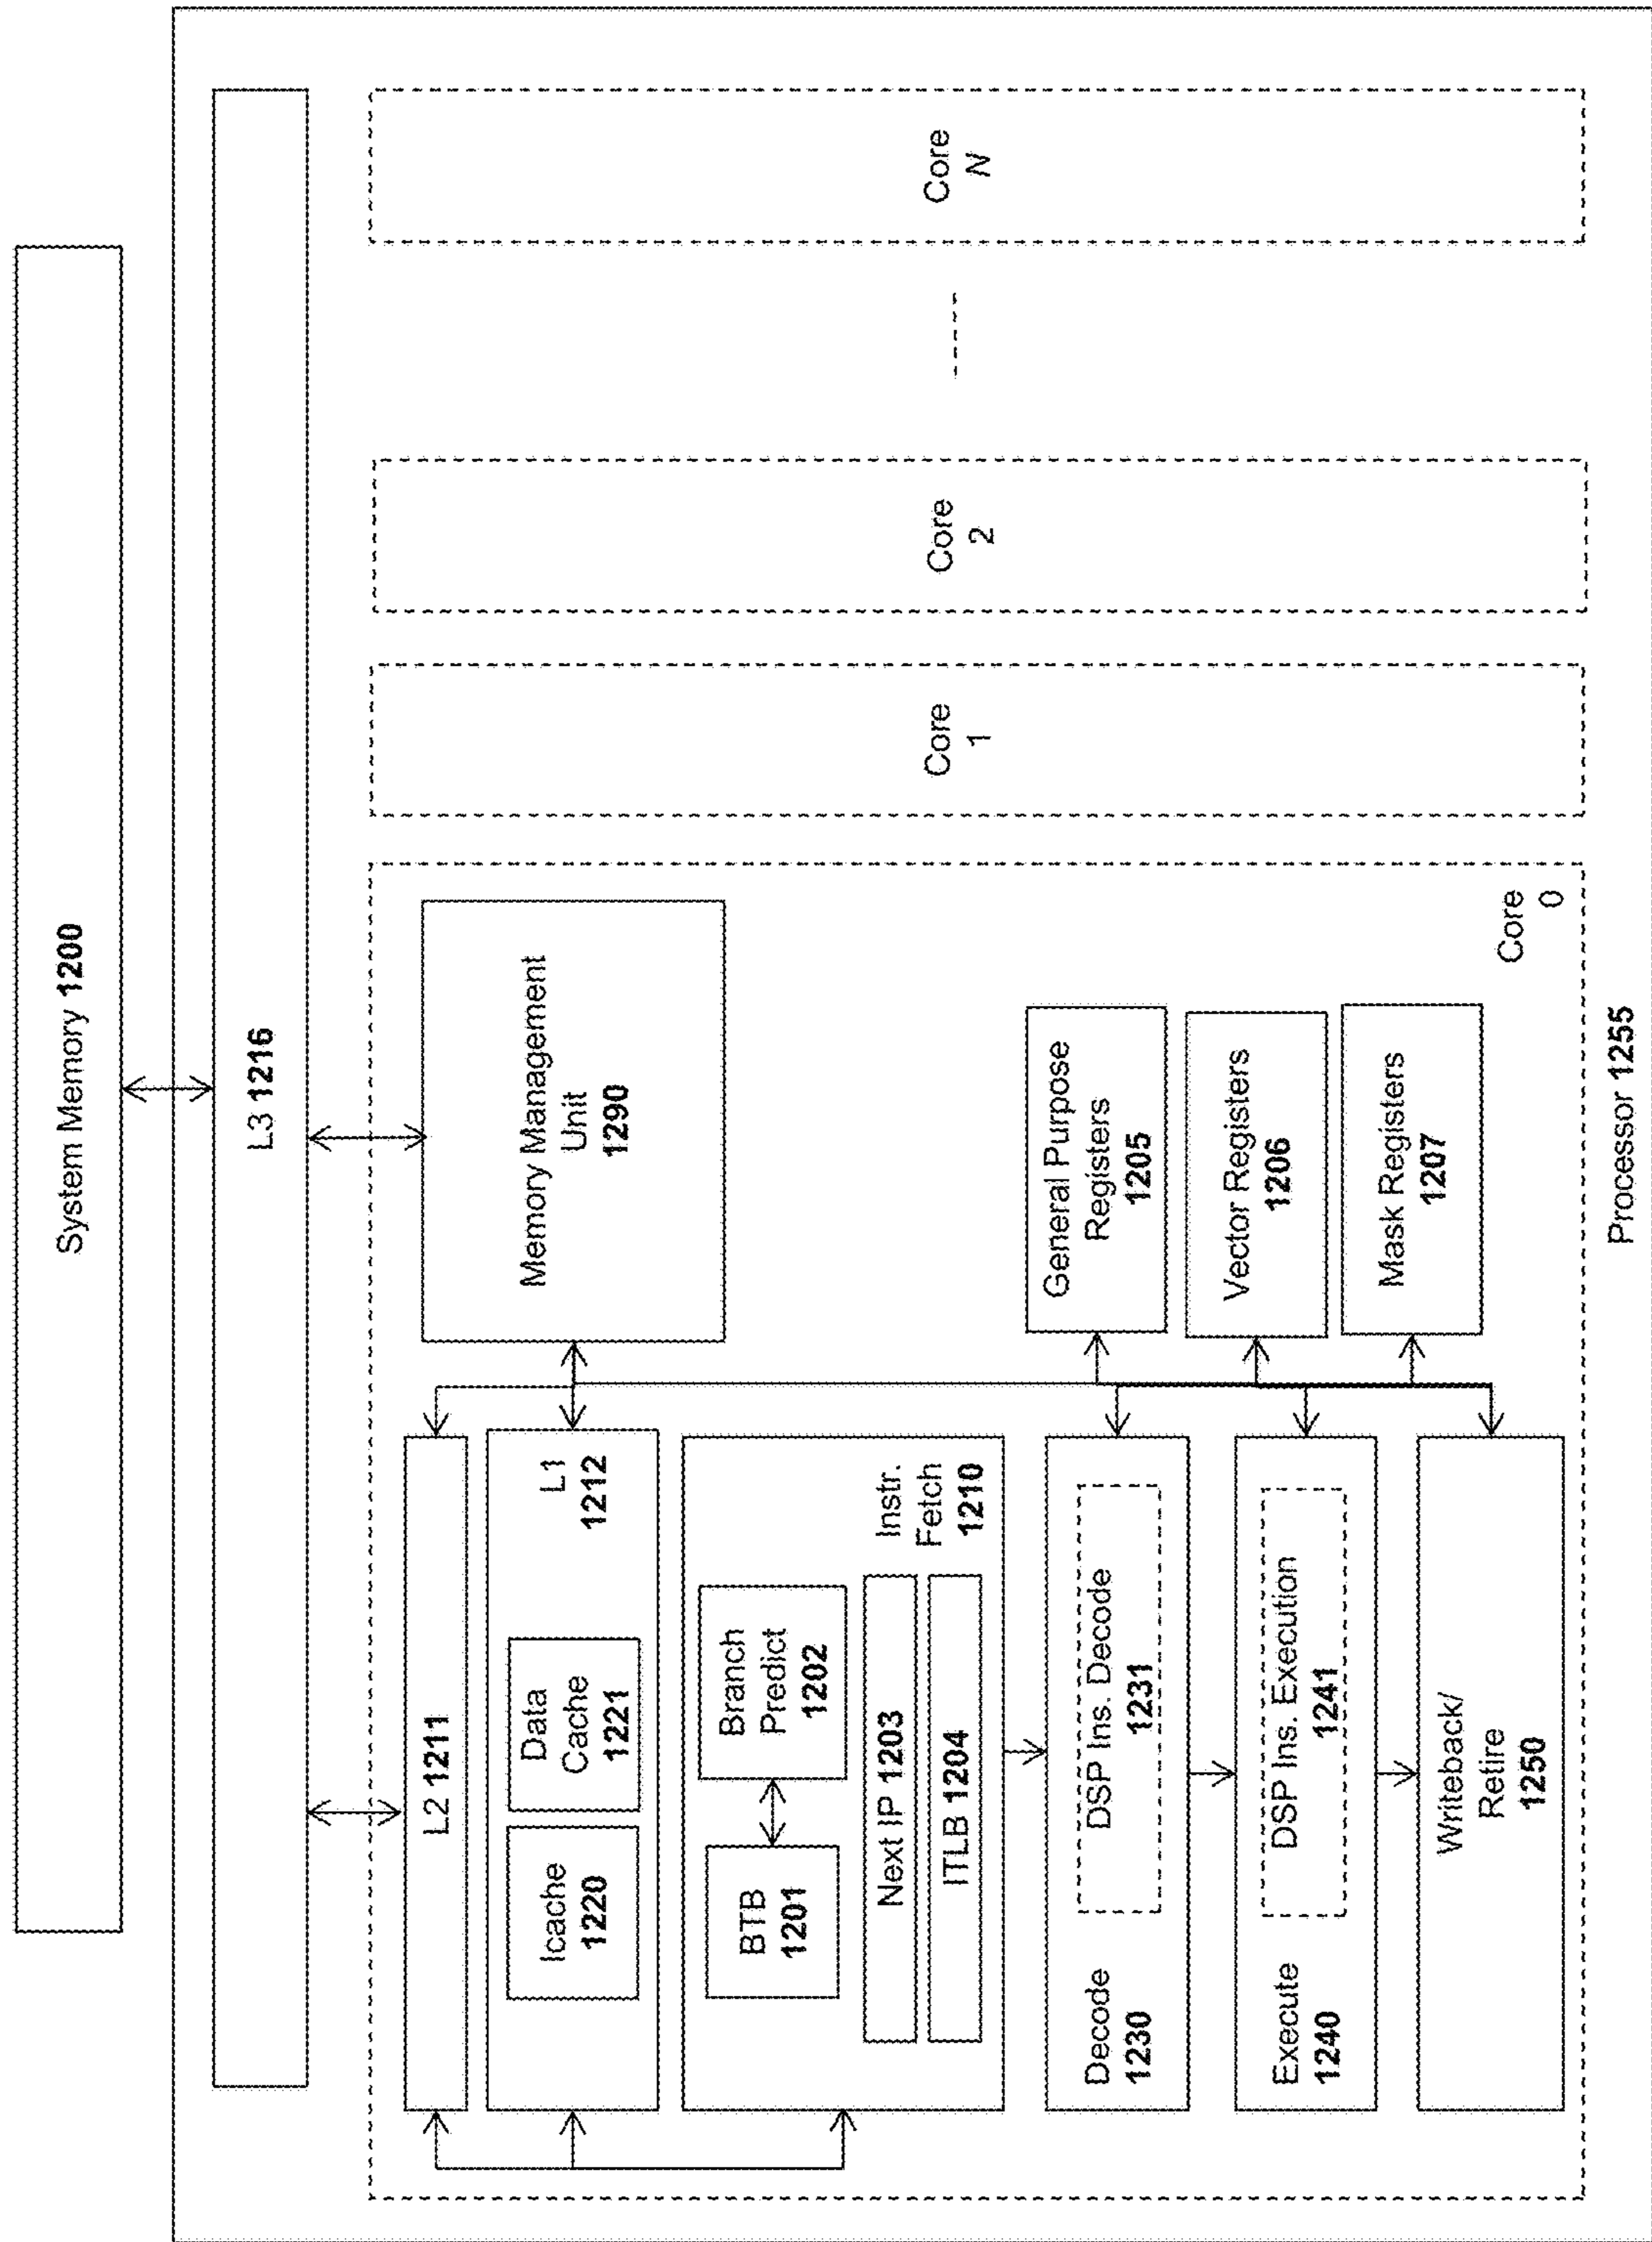 System Memory 1200
L3 1216
L2 1211
Icache
1220
Data
Cache
1221
L1
1212
Memory Management
Unit
1290
BTB
1201
Branch
Predict
1202
Next IP 1203
ITLB 1204
Instr.
Fetch
1210
Decode
1230
DSP Ins. Decode
1231
Execute
1240
DSP Ins. Execution
1241
Writeback/
Retire
1250
General Purpose
Registers
1205
Vector Registers
1206
Mask Registers
1207
Core
0
Core
1
Core
2
Core
N
Processor 1255